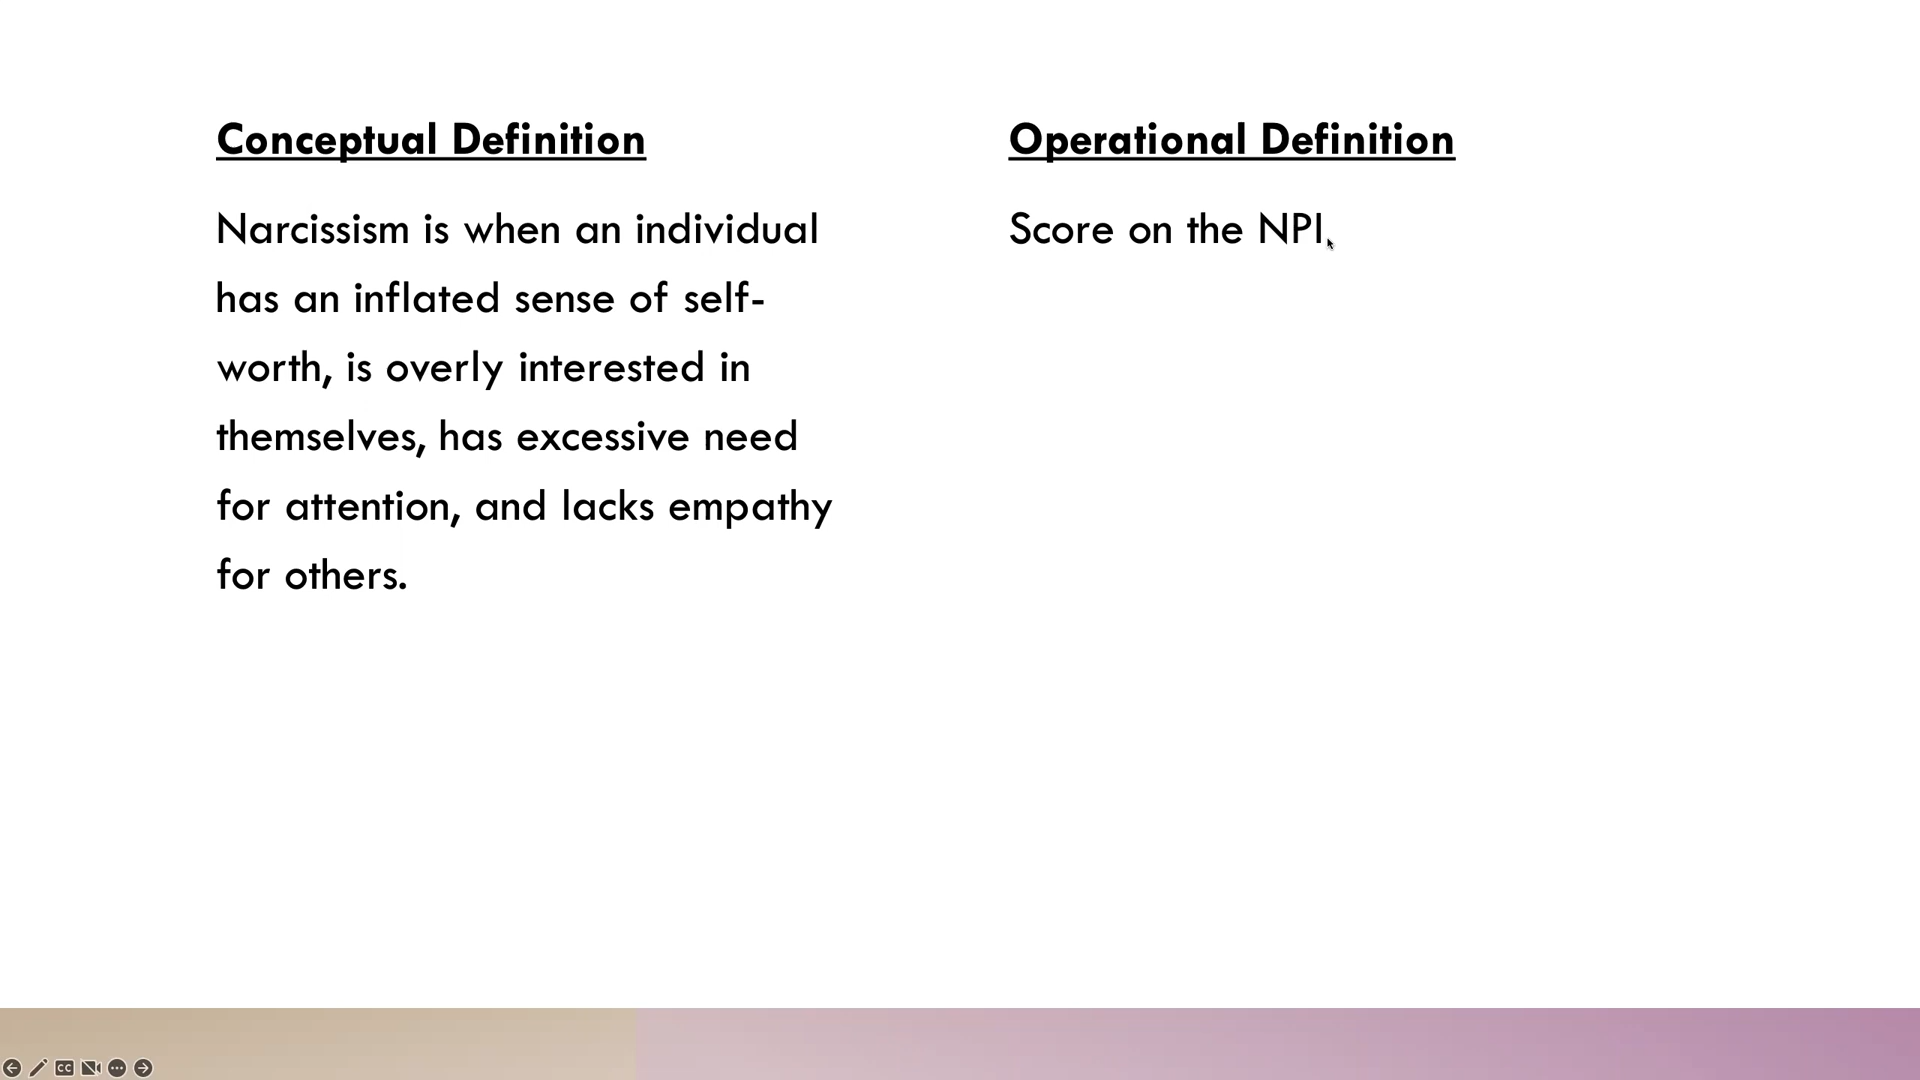 Conceptual Definition
Narcissism is when an individual
has an inflated sense of self-
worth, is overly interested in
themselves, has excessive need
for attention, and lacks empathy
for others.
Operational Definition
Score on the NPI.
CC